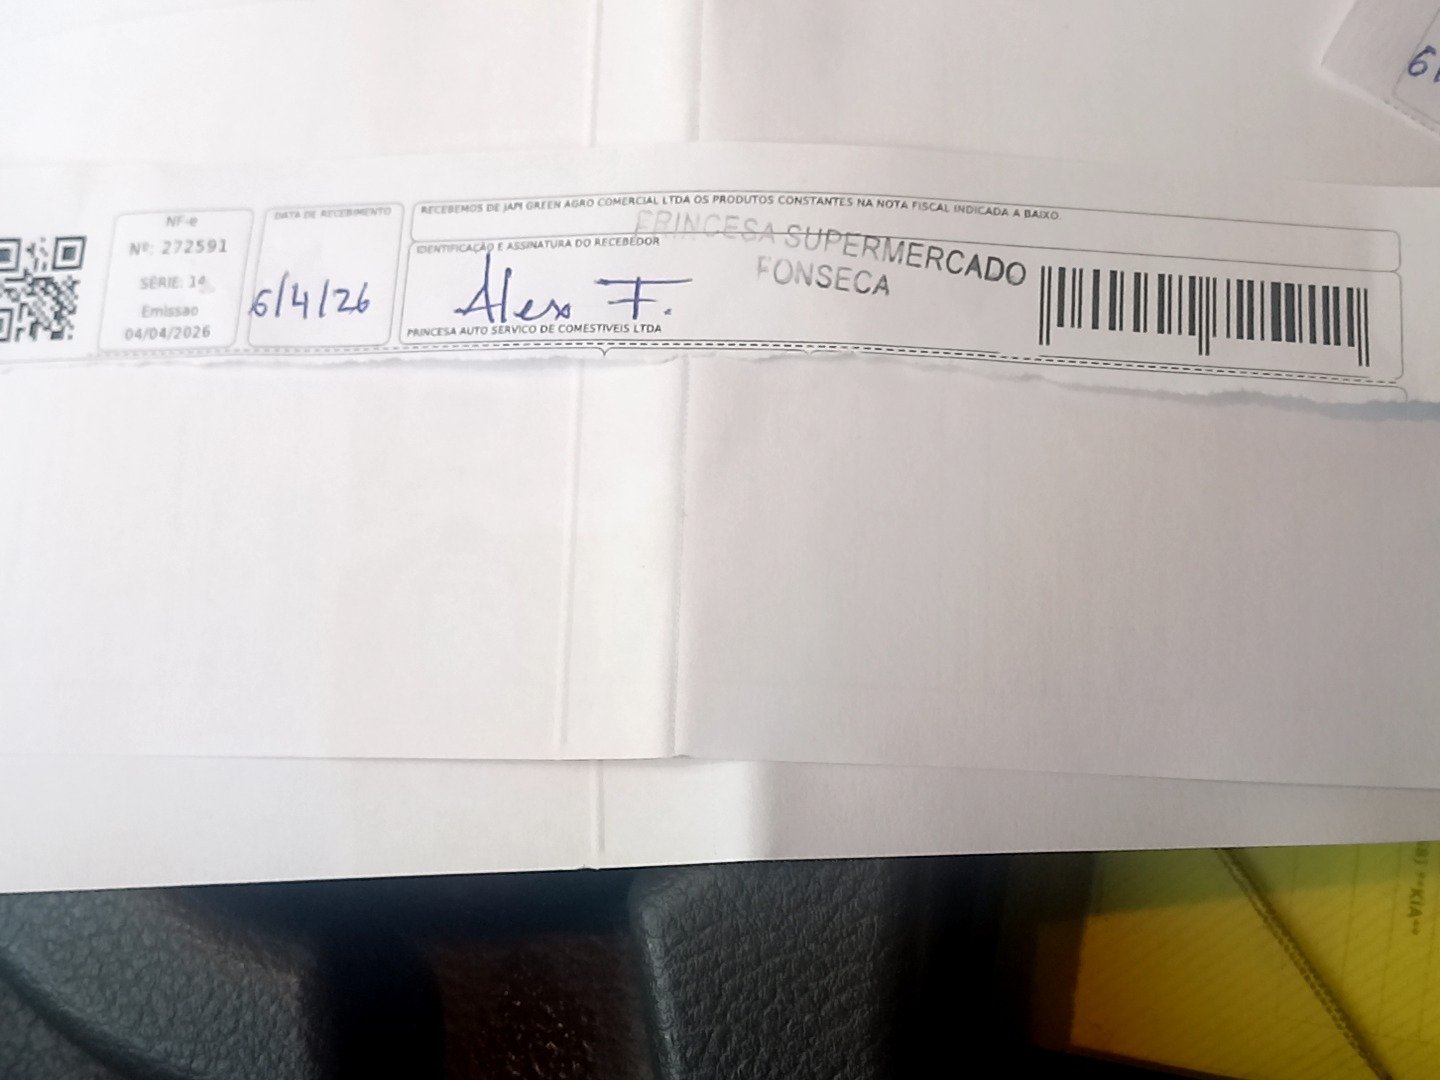 NF-e
Nº: 272591
SÉRIE: 14
Emissao
04/04/2026
DATA DE RECEBIMENTO
6/4/26
RECEBEMOS DE JAPI GREEN AGRO COMERCIAL LTDA OS PRODUTOS CONSTANTES NA NOTA FISCAL INDICADA A BAIXO.
PRINCESA SUPERMERCADO
FONSECA
IDENTIFICAÇÃO E ASSINATURA DO RECEBEDOR
Alex F.
PRINCESA AUTO SERVICO DE COMESTIVEIS LTDA
**KIA**